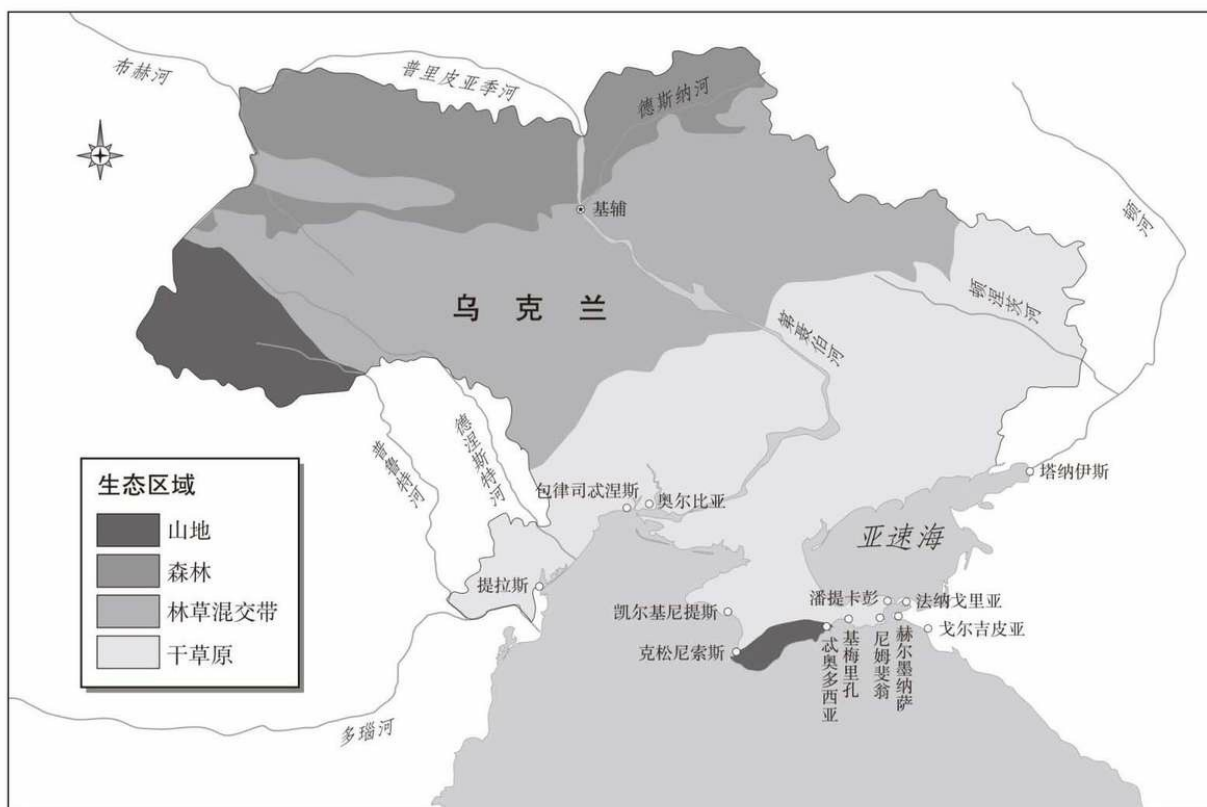 布赫河
普里皮亚季河
德斯纳河
顿河
基辅
乌克兰
顿涅茨河
第聂伯河
普鲁特河
德涅斯特河
生态区域
山地
森林
林草混交带
干草原
塔纳伊斯
包律司忒涅斯
奥尔比亚
亚速海
提拉斯
凯尔基尼提斯
潘提卡彭
法纳戈里亚
戈尔吉皮亚
克松尼索斯
忒奥多西亚
基梅里孔
尼姆斐翁
赫尔墨纳萨
多瑙河